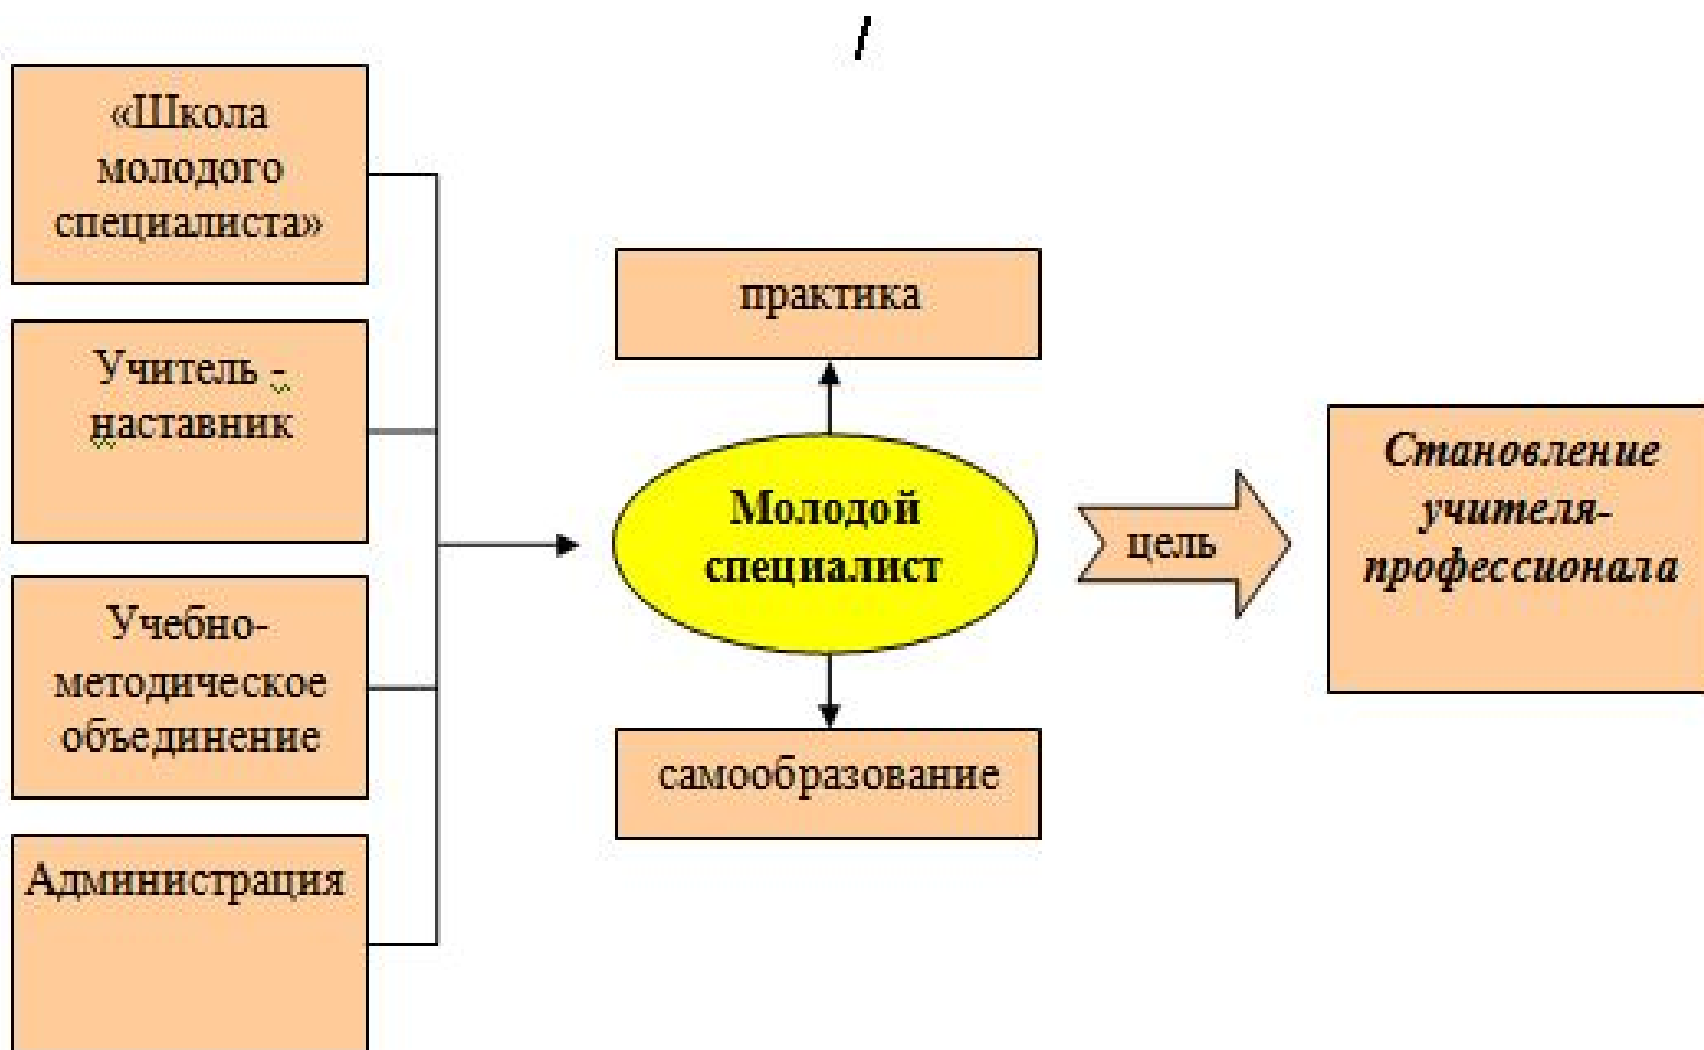 /
«Школа
молодого
специалиста»
Учитель -
наставник
Учебно-
методическое
объединение
Администрация
практика
Молодой
специалист
самообразование
цель
Становление
учителя-
профессионала